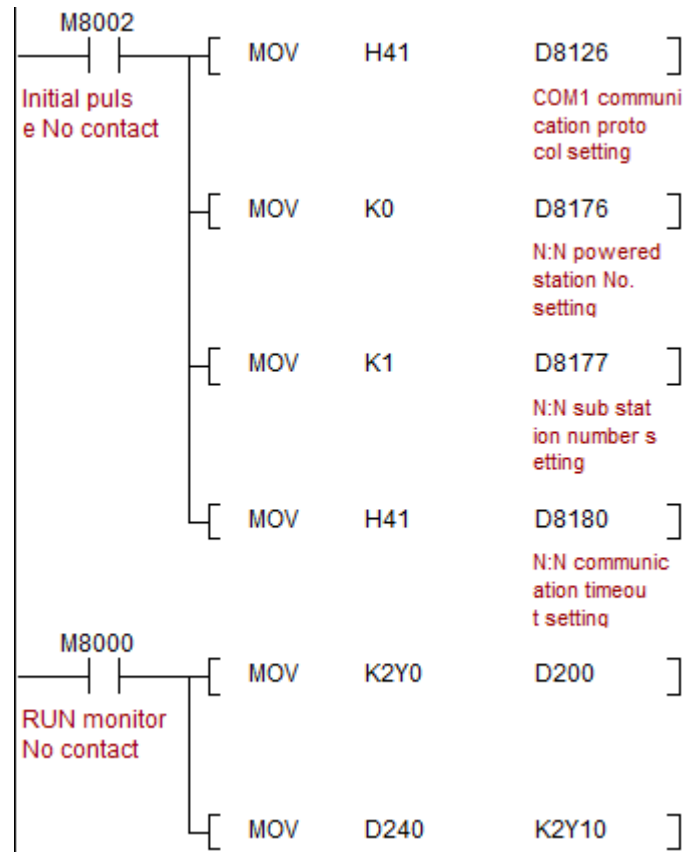 M8002
MOV H41 D8126
Initial puls
e No contact
COM1 communi
cation proto
col setting
MOV K0 D8176
N:N powered
station No.
setting
MOV K1 D8177
N:N sub stat
ion number s
etting
MOV H41 D8180
N:N communic
ation timeou
t setting
M8000
MOV K2Y0 D200
RUN monitor
No contact
MOV D240 K2Y10